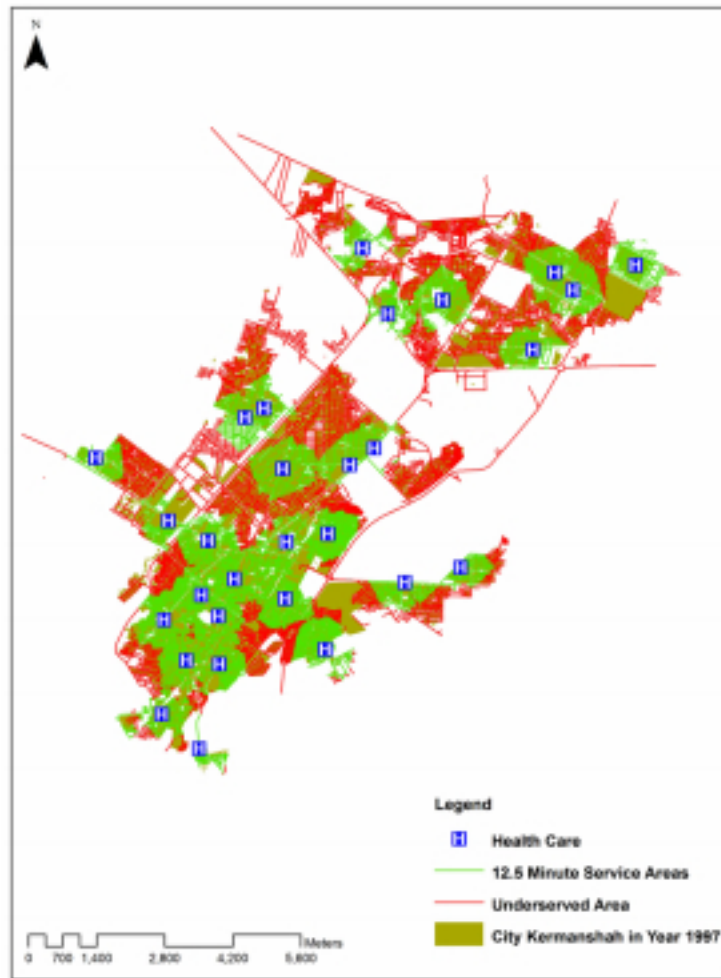 N
Legend
H Health Care
12.5 Minute Service Areas
Underserved Area
City Kermanshah in Year 1997
Meters
0 700 1,400 2,800 4,200 5,600